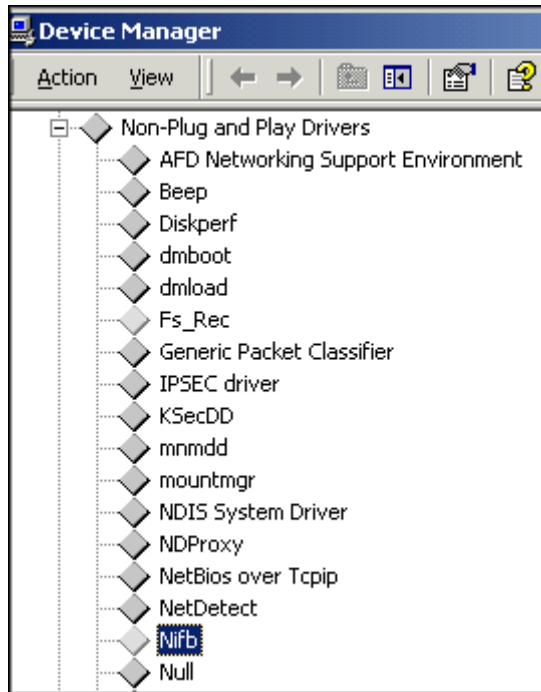 Device Manager
Action View
Non-Plug and Play Drivers
AFD Networking Support Environment
Beep
Diskperf
dmboot
dmload
Fs_Rec
Generic Packet Classifier
IPSEC driver
KSecDD
mnmdd
mountmgr
NDIS System Driver
NDProxy
NetBios over Tcpip
NetDetect
Nifb
Null